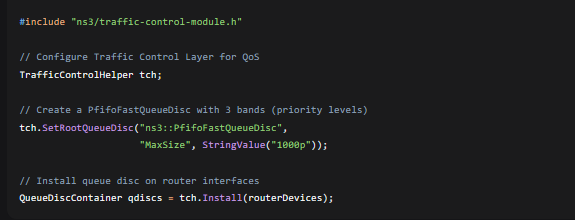 #include "ns3/traffic-control-module.h"
// Configure Traffic Control Layer for QoS
TrafficControlHelper tch;
// Create a PfifoFastQueueDisc with 3 bands (priority levels)
tch.SetRootQueueDisc("ns3::PfifoFastQueueDisc",
"MaxSize", StringValue("1000p"));
// Install queue disc on router interfaces
QueueDiscContainer qdiscs = tch.Install(routerDevices);